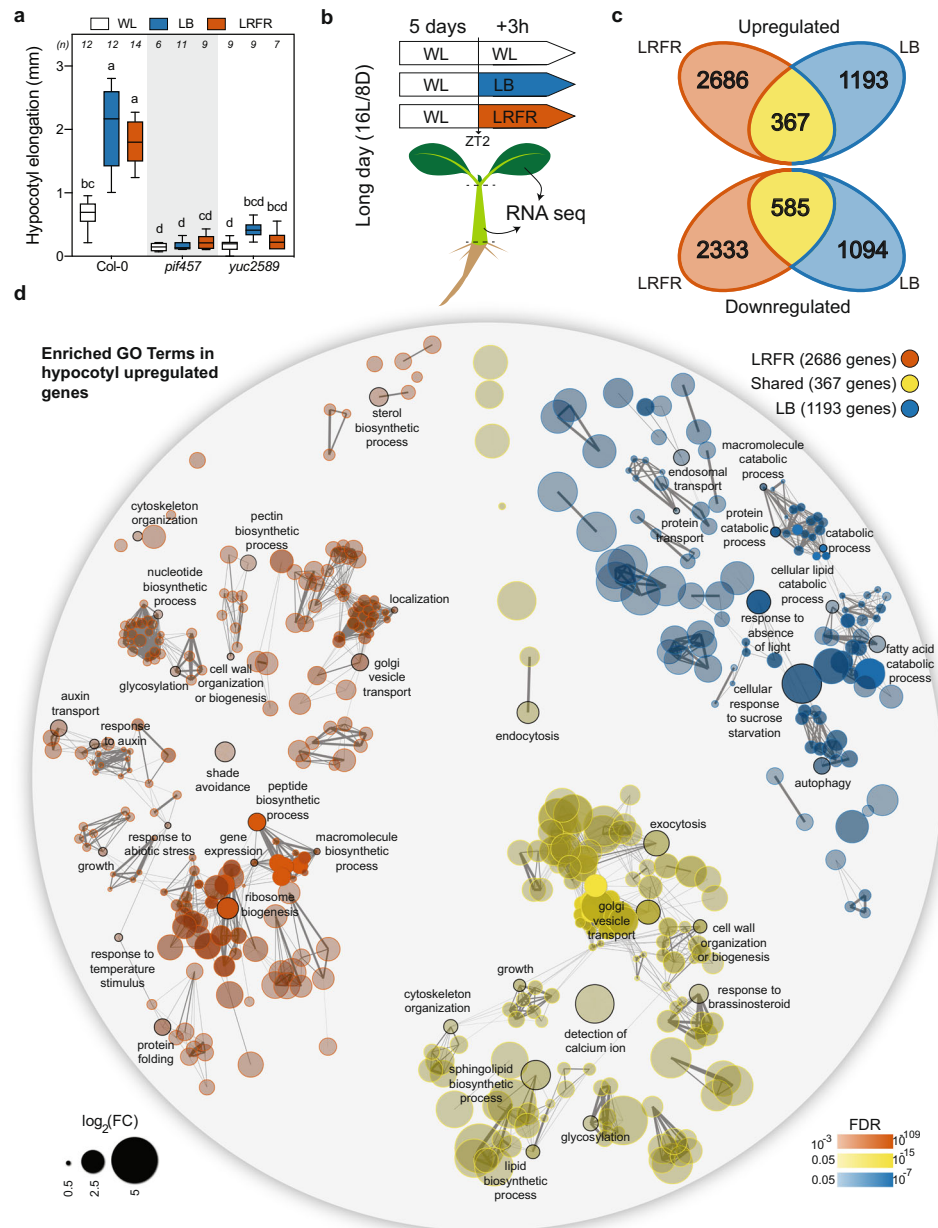 a
WL LB LRFR
(n) 12 12 14 6 11 9 9 9 7
Hypocotyl elongation (mm)
3
2
1
0
bc a a d d cd d bcd bcd
Col-0 pif457 yuc2589
b
Long day (16L/8D)
5 days +3h
WL WL
WL LB
WL LRFR
ZT2
RNA seq
c
Upregulated
LRFR LB
2686 367 1193
2333 585 1094
LRFR LB
Downregulated
d
Enriched GO Terms in
hypocotyl upregulated
genes
LRFR (2686 genes)
Shared (367 genes)
LB (1193 genes)
sterol
biosynthetic
process
cytoskeleton
organization
pectin
biosynthetic
process
nucleotide
biosynthetic
process
localization
glycosylation
cell wall
organization
or biogenesis
golgi
vesicle
transport
auxin
transport
response
to auxin
shade
avoidance
peptide
biosynthetic
process
response to
abiotic stress
gene
expression
macromolecule
biosynthetic
process
growth
ribosome
biogenesis
response to
temperature
stimulus
protein
folding
endocytosis
macromolecule
catabolic
process
endosomal
transport
protein
transport
protein
catabolic
process
catabolic
process
cellular lipid
catabolic
process
response to
absence
of light
fatty acid
catabolic
process
cellular
response
to sucrose
starvation
autophagy
exocytosis
golgi
vesicle
transport
cell wall
organization
or biogenesis
growth
cytoskeleton
organization
response to
brassinosteroid
detection of
calcium ion
sphingolipid
biosynthetic
process
glycosylation
lipid
biosynthetic
process
log2(FC)
0.5 2.5 5
FDR
10-3 10-109
0.05 10-15
0.05 10-7